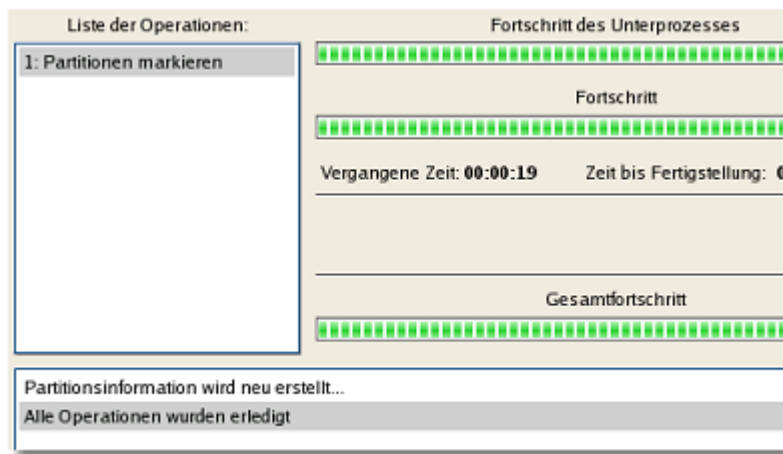 Liste der Operationen:
1: Partitionen markieren
Fortschritt des Unterprozesses
Fortschritt
Vergangene Zeit: 00:00:19 Zeit bis Fertigstellung:
Gesamtfortschritt
Partitionsinformation wird neu erstellt...
Alle Operationen wurden erledigt